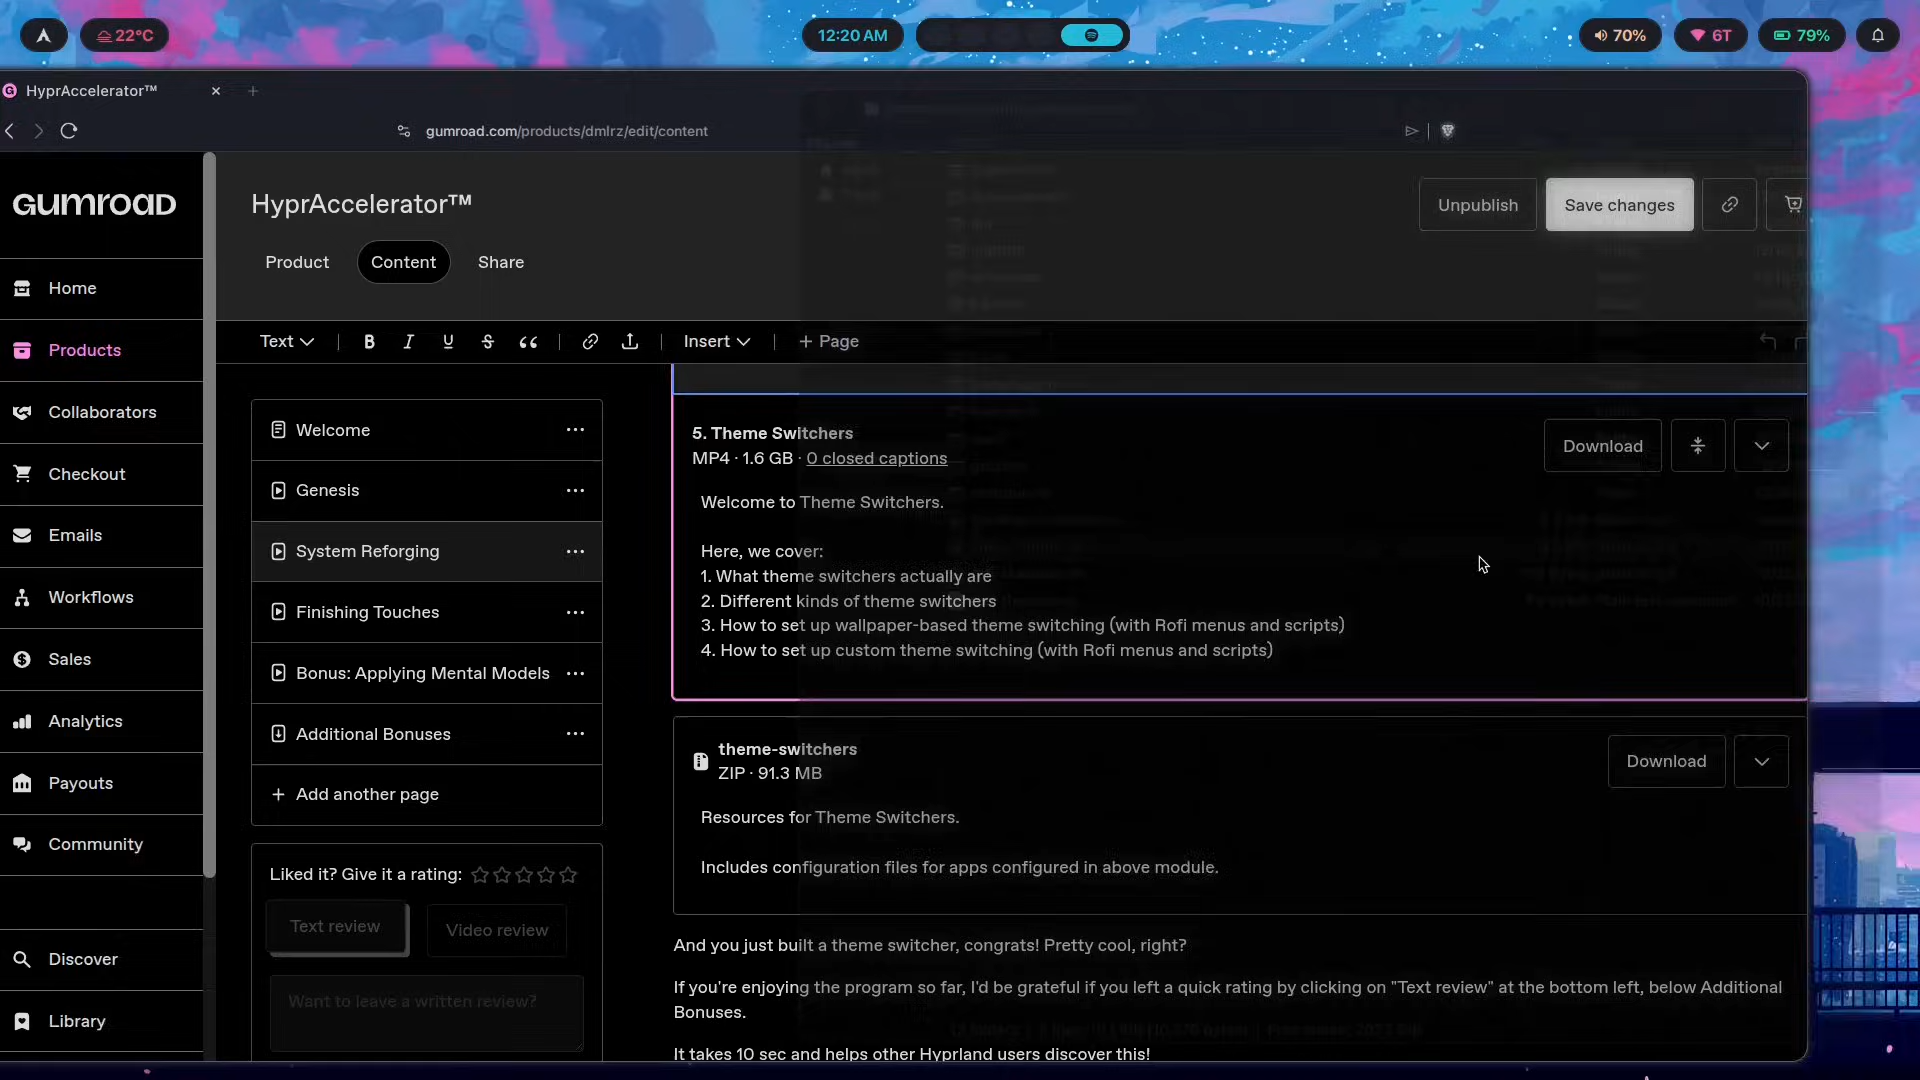 22°C
12:20 AM
70%
6T
79%
HyprAccelerator™
gumroad.com/products/dmlrz/edit/content
GUMROAD
Home
Products
Collaborators
Checkout
Emails
Workflows
Sales
Analytics
Payouts
Community
Discover
Library
HyprAccelerator™
Unpublish
Save changes
Product
Content
Share
Text
B
I
U
S
Insert
+ Page
Welcome
Genesis
System Reforging
Finishing Touches
Bonus: Applying Mental Models
Additional Bonuses
+ Add another page
Liked it? Give it a rating:
Text review
Video review
Want to leave a written review?
5. Theme Switchers
MP4 · 1.6 GB · 0 closed captions
Download
Welcome to Theme Switchers.
Here, we cover:
1. What theme switchers actually are
2. Different kinds of theme switchers
3. How to set up wallpaper-based theme switching (with Rofi menus and scripts)
4. How to set up custom theme switching (with Rofi menus and scripts)
theme-switchers
ZIP · 91.3 MB
Download
Resources for Theme Switchers.
Includes configuration files for apps configured in above module.
And you just built a theme switcher, congrats! Pretty cool, right?
If you're enjoying the program so far, I'd be grateful if you left a quick rating by clicking on "Text review" at the bottom left, below Additional
Bonuses.
It takes 10 sec and helps other Hyprland users discover this!